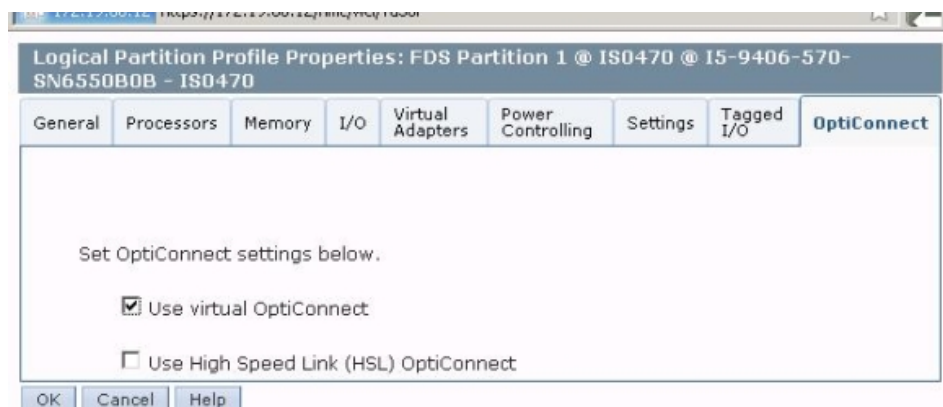 Logical Partition Profile Properties: FDS Partition 1 @ IS0470 @ I5-9406-570-
SN6550B0B - IS0470
General Processors Memory I/O Virtual Adapters Power Controlling Settings Tagged I/O OptiConnect
Set OptiConnect settings below.
Use virtual OptiConnect
Use High Speed Link (HSL) OptiConnect
OK Cancel Help